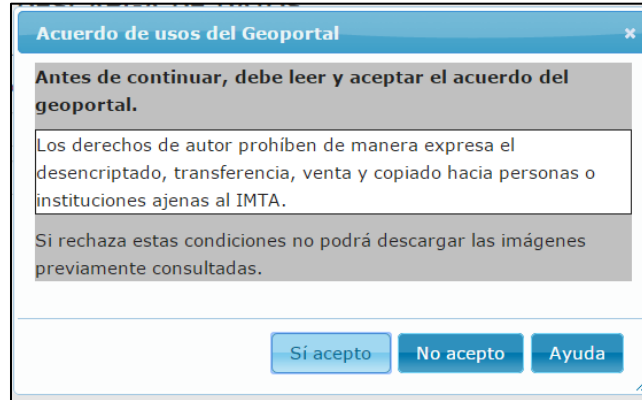 Acuerdo de usos del Geoportal
Antes de continuar, debe leer y aceptar el acuerdo del
geoportal.
Los derechos de autor prohíben de manera expresa el
desencriptado, transferencia, venta y copiado hacia personas o
instituciones ajenas al IMTA.
Si rechaza estas condiciones no podrá descargar las imágenes
previamente consultadas.
Sí acepto No acepto Ayuda